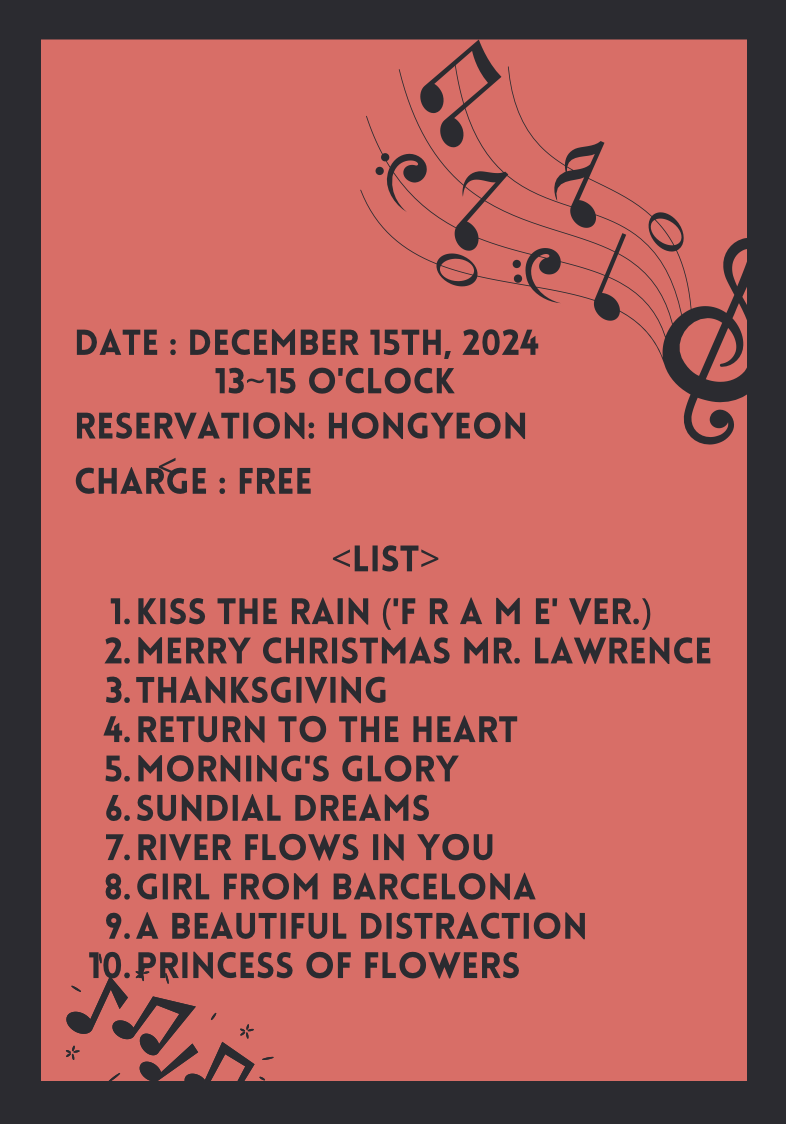 DATE : DECEMBER 15TH, 2024
13~15 O'CLOCK
RESERVATION: HONGYEON
<
CHARGE : FREE
<LIST>
1. KISS THE RAIN ('F R A M E' VER.)
2. MERRY CHRISTMAS MR. LAWRENCE
3. THANKSGIVING
4. RETURN TO THE HEART
5. MORNING'S GLORY
6. SUNDIAL DREAMS
7. RIVER FLOWS IN YOU
8. GIRL FROM BARCELONA
9. A BEAUTIFUL DISTRACTION
10. PRINCESS OF FLOWERS